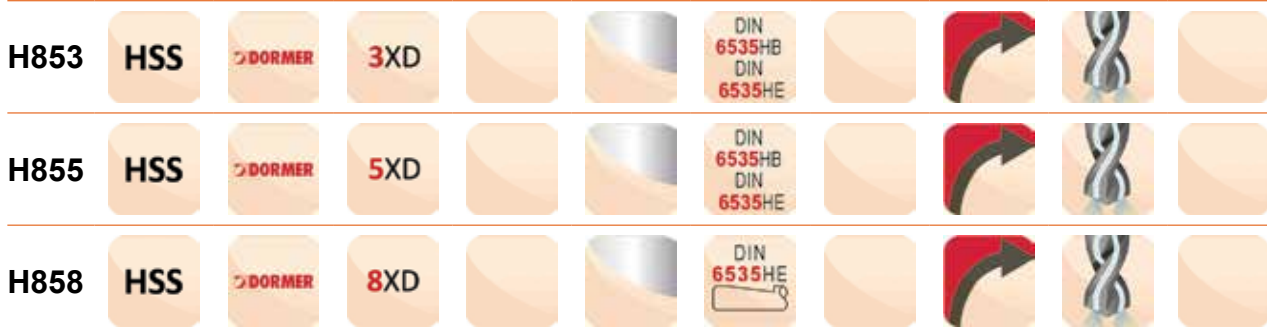 H853 HSS DORMER 3XD DIN
6535HB
DIN
6535HE
H855 HSS DORMER 5XD DIN
6535HB
DIN
6535HE
H858 HSS DORMER 8XD DIN
6535HE